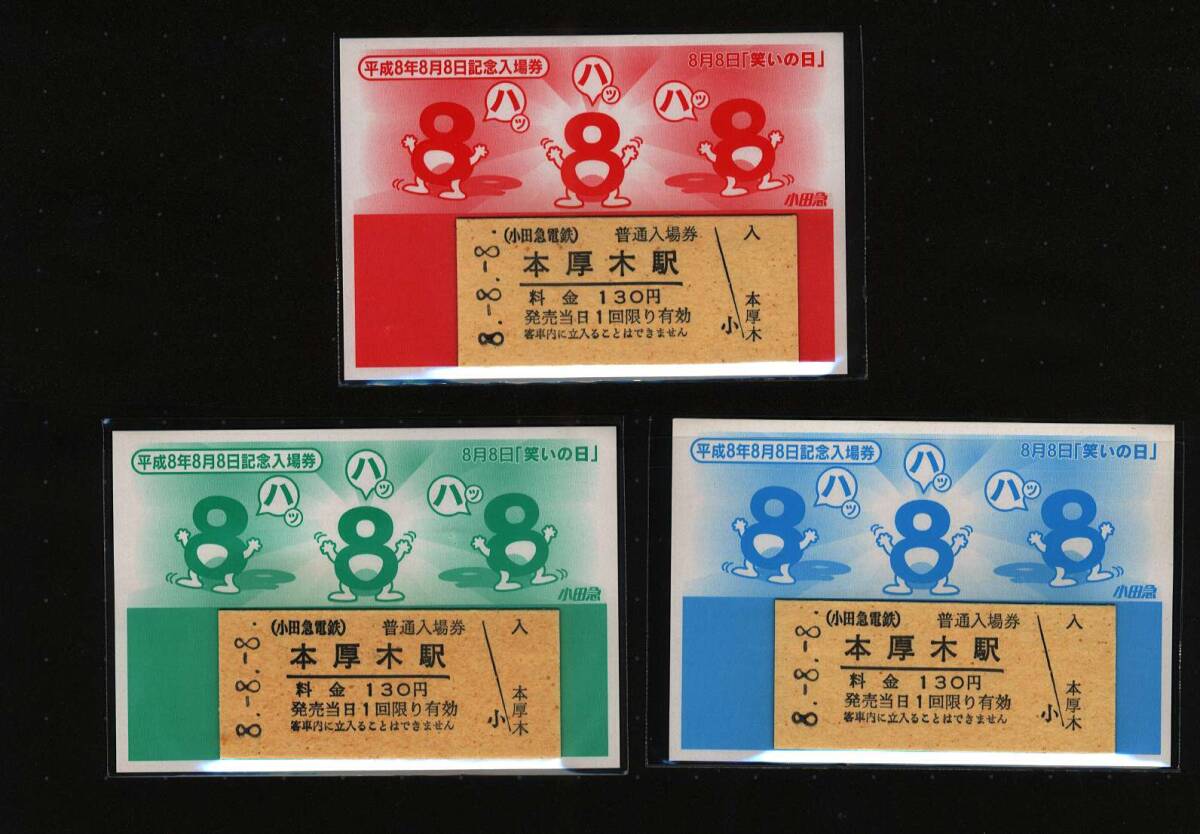 平成8年8月8日記念入場券
8月8日「笑いの日」
ハッ
ハッ
ハッ
8 8 8
小田急
8.-8.-8.
(小田急電鉄) 普通入場券
本厚木駅
料金 130円
発売当日1回限り有効
客車内に立入ることはできません
小
入
本厚木
平成8年8月8日記念入場券
8月8日「笑いの日」
ハッ
ハッ
ハッ
8 8 8
小田急
8.-8.-8.
(小田急電鉄) 普通入場券
本厚木駅
料金 130円
発売当日1回限り有効
客車内に立入ることはできません
小
入
本厚木
平成8年8月8日記念入場券
8月8日「笑いの日」
ハッ
ハッ
ハッ
8 8 8
小田急
8.-8.-8.
(小田急電鉄) 普通入場券
本厚木駅
料金 130円
発売当日1回限り有効
客車内に立入ることはできません
小
入
本厚木